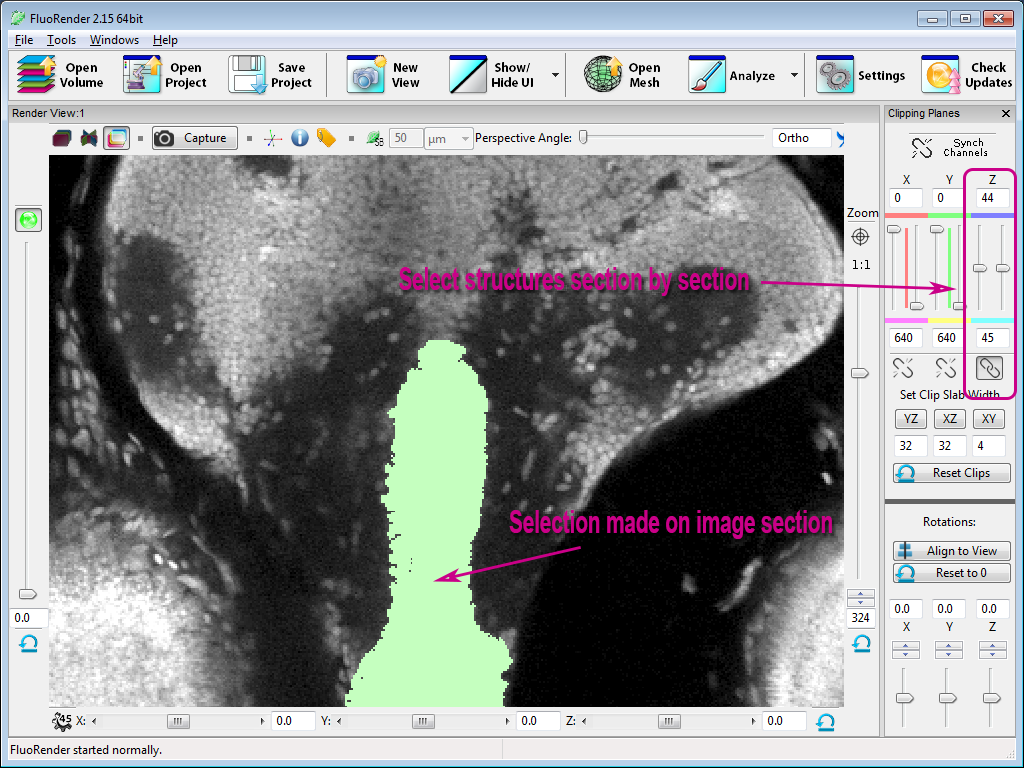 FluoRender 2.15 64bit
File Tools Windows Help
Open Volume
Open Project
Save Project
New View
Show/ Hide UI
Open Mesh
Analyze
Settings
Check Updates
Render View:1
Clipping Planes
Capture
SB
50
µm
Perspective Angle:
Ortho
Synch Channels
X Y Z
0 0 44
Zoom
1:1
Select structures section by section
640 640 45
Set Clip Slab Width
YZ XZ XY
32 32 4
Reset Clips
Selection made on image section
Rotations:
Align to View
Reset to 0
0.0
324
0.0 0.0 0.0
X Y Z
45
X: 0.0 Y: 0.0 Z: 0.0
FluoRender started normally.